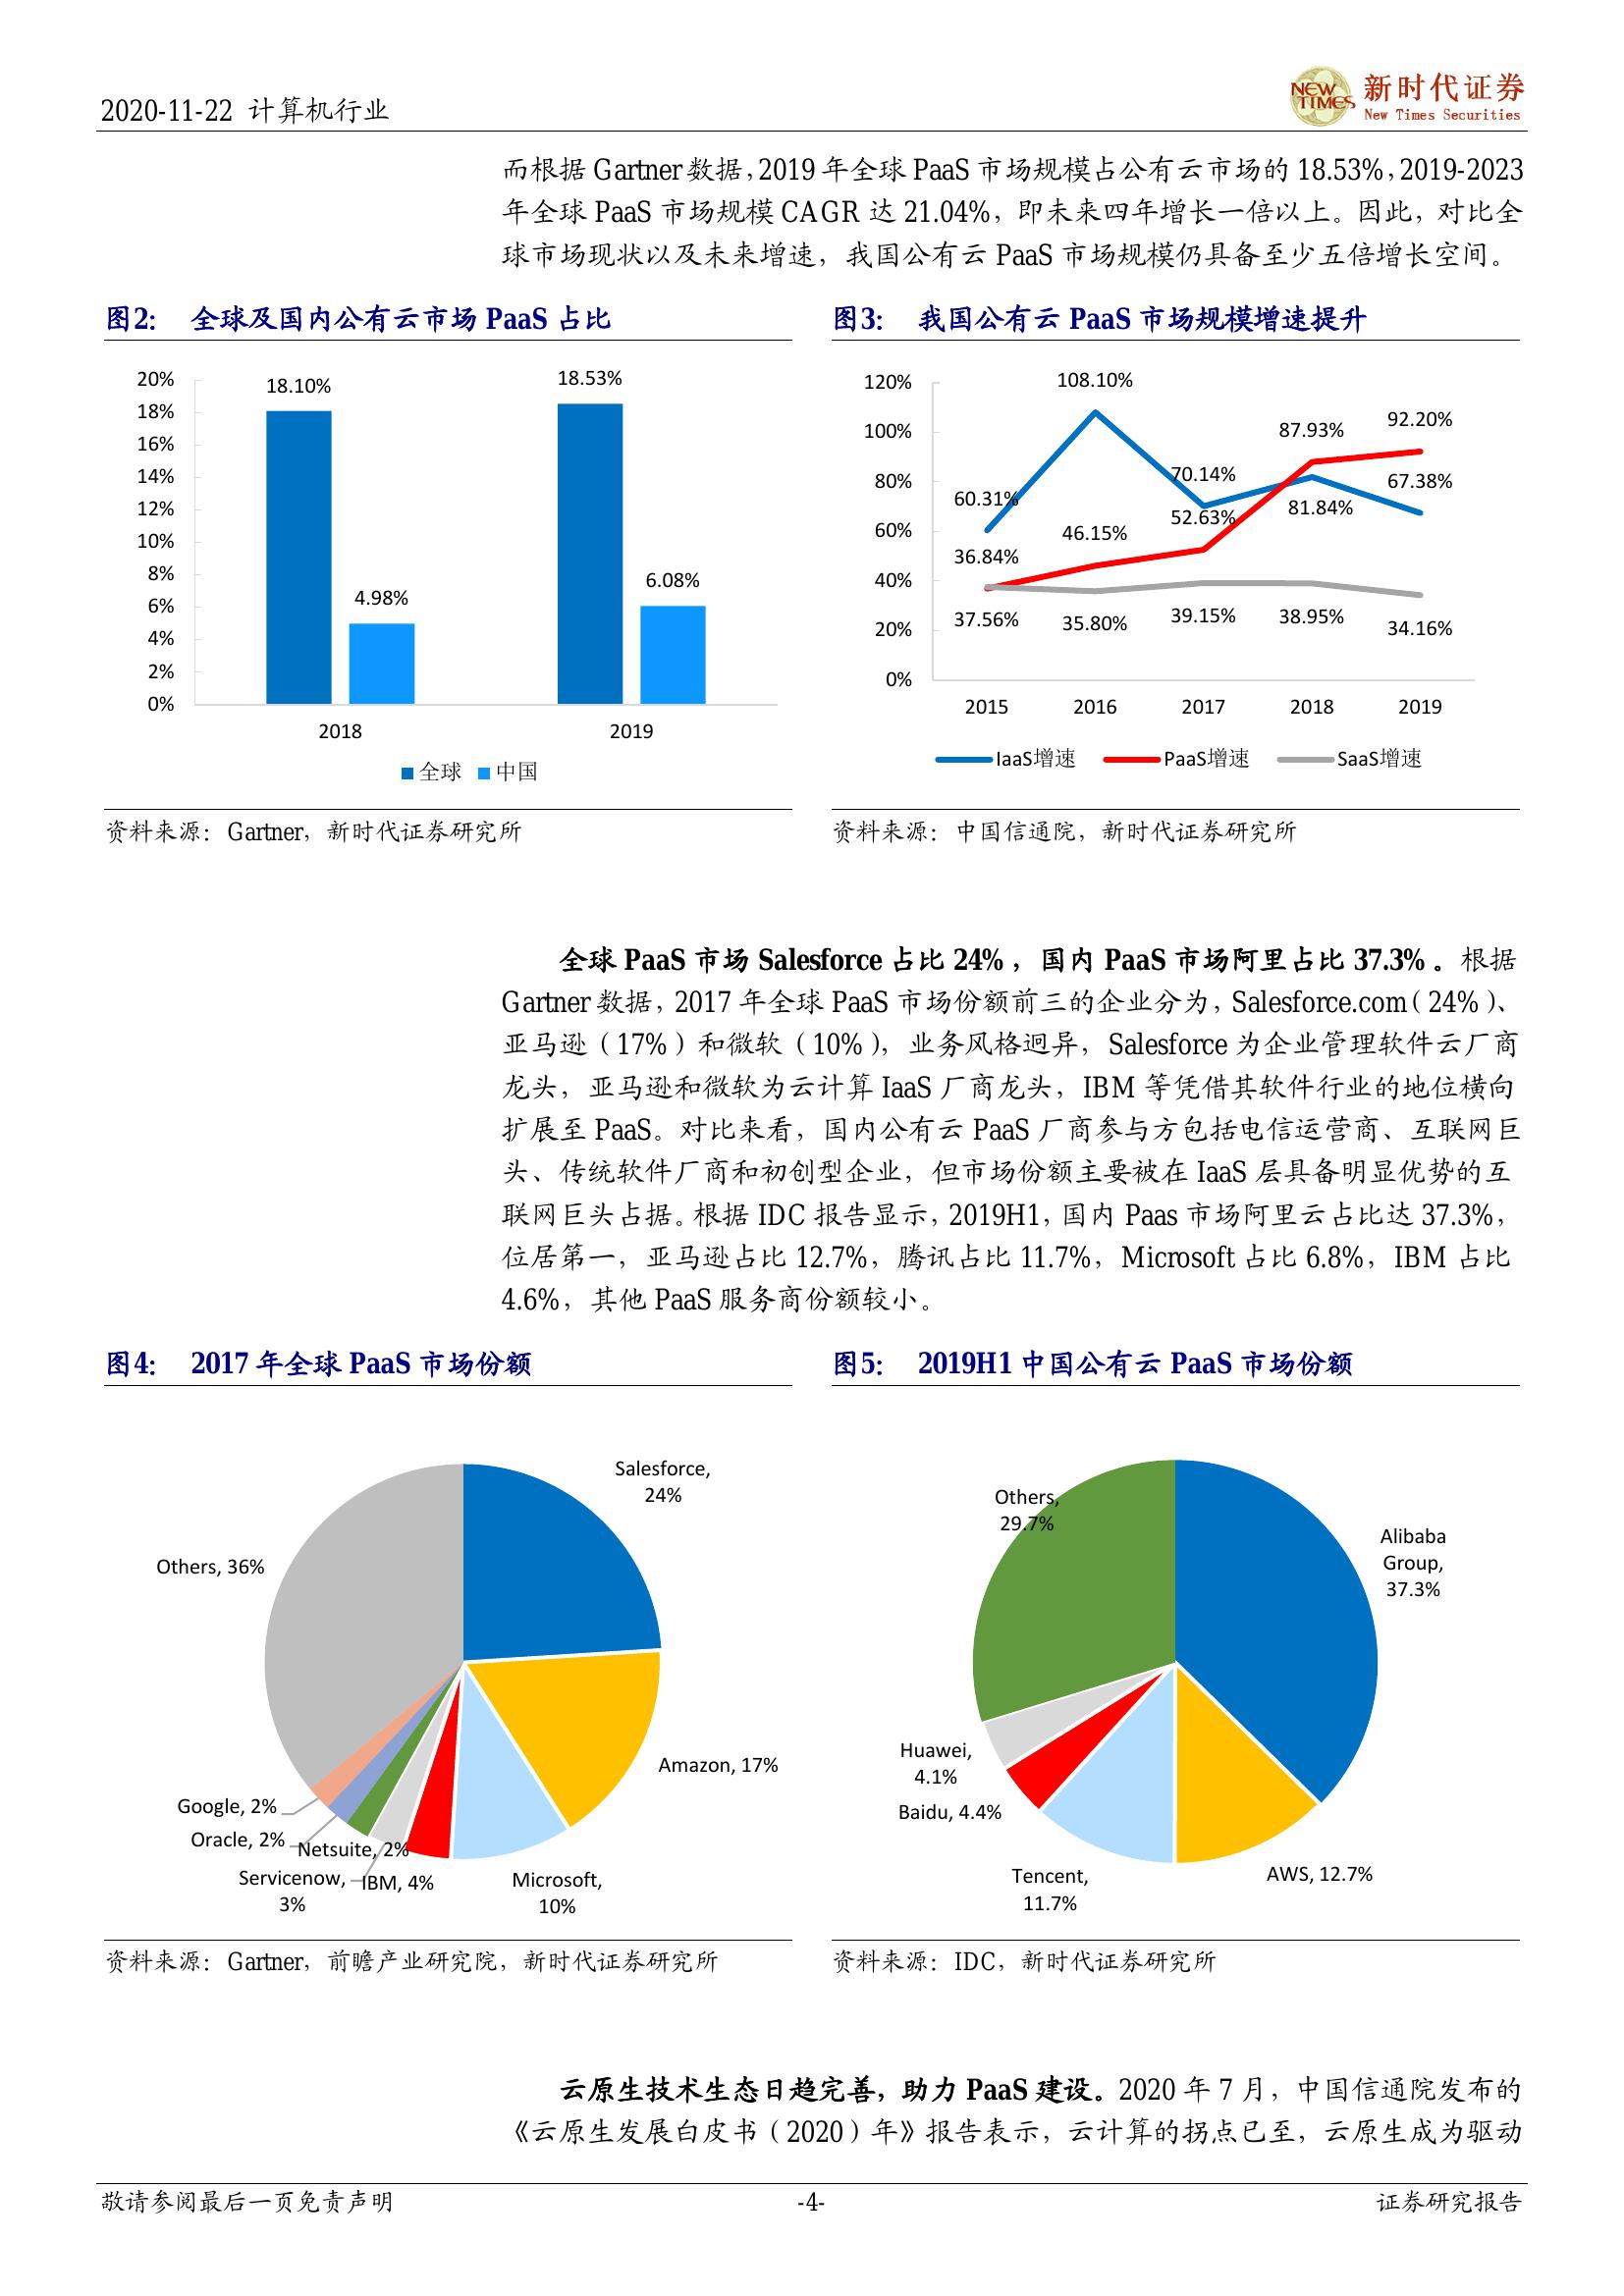 2020-11-22 计算机行业
NEW TIMES
新时代证券
New Times Securities
而根据 Gartner 数据，2019 年全球 PaaS 市场规模占公有云市场的 18.53%，2019-2023
年全球 PaaS 市场规模 CAGR 达 21.04%，即未来四年增长一倍以上。因此，对比全
球市场现状以及未来增速，我国公有云 PaaS 市场规模仍具备至少五倍增长空间。
图2： 全球及国内公有云市场 PaaS 占比
20%
18%
16%
14%
12%
10%
8%
6%
4%
2%
0%
18.10%
4.98%
18.53%
6.08%
2018
2019
全球 中国
资料来源：Gartner，新时代证券研究所
图3： 我国公有云 PaaS 市场规模增速提升
120%
100%
80%
60%
40%
20%
0%
108.10%
87.93%
92.20%
60.31%
70.14%
67.38%
36.84%
46.15%
52.63%
81.84%
37.56%
35.80%
39.15%
38.95%
34.16%
2015 2016 2017 2018 2019
IaaS增速 PaaS增速 SaaS增速
资料来源：中国信通院，新时代证券研究所
全球 PaaS 市场 Salesforce 占比 24%，国内 PaaS 市场阿里占比 37.3%。根据
Gartner 数据，2017 年全球 PaaS 市场份额前三的企业分为，Salesforce.com（24%）、
亚马逊（17%）和微软（10%），业务风格迥异，Salesforce 为企业管理软件云厂商
龙头，亚马逊和微软为云计算 IaaS 厂商龙头，IBM 等凭借其软件行业的地位横向
扩展至 PaaS。对比来看，国内公有云 PaaS 厂商参与方包括电信运营商、互联网巨
头、传统软件厂商和初创型企业，但市场份额主要被在 IaaS 层具备明显优势的互
联网巨头占据。根据 IDC 报告显示，2019H1，国内 Paas 市场阿里云占比达 37.3%，
位居第一，亚马逊占比 12.7%，腾讯占比 11.7%，Microsoft 占比 6.8%，IBM 占比
4.6%，其他 PaaS 服务商份额较小。
图4： 2017 年全球 PaaS 市场份额
Salesforce,
24%
Others, 36%
Amazon, 17%
Google, 2%
Oracle, 2%
Netsuite, 2%
Servicenow,
3%
IBM, 4%
Microsoft,
10%
资料来源：Gartner，前瞻产业研究院，新时代证券研究所
图5： 2019H1 中国公有云 PaaS 市场份额
Others,
29.7%
Alibaba
Group,
37.3%
Huawei,
4.1%
Baidu, 4.4%
Tencent,
11.7%
AWS, 12.7%
资料来源：IDC，新时代证券研究所
云原生技术生态日趋完善，助力 PaaS 建设。2020 年 7 月，中国信通院发布的
《云原生发展白皮书（2020）年》报告表示，云计算的拐点已至，云原生成为驱动
敬请参阅最后一页免责声明
-4-
证券研究报告